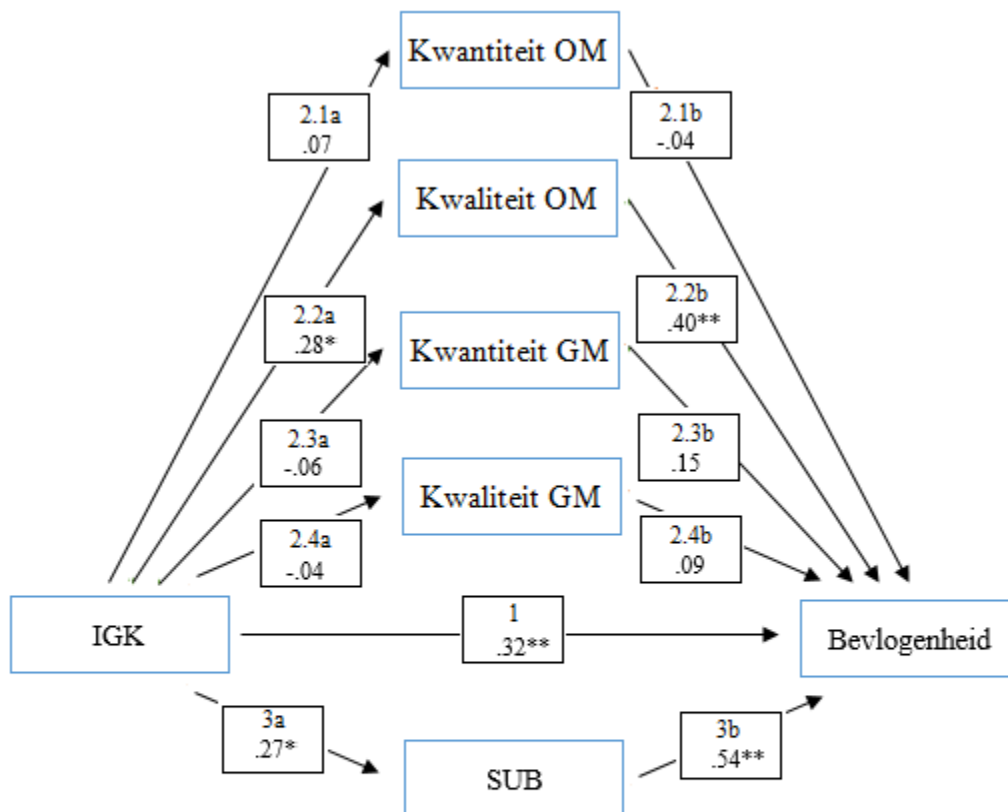 Kwantiteit OM
2.1a
.07
2.1b
-.04
Kwaliteit OM
2.2a
.28*
2.2b
.40**
Kwantiteit GM
2.3a
-.06
2.3b
.15
Kwaliteit GM
2.4a
-.04
2.4b
.09
IGK
1
.32**
Bevlogenheid
3a
.27*
SUB
3b
.54**